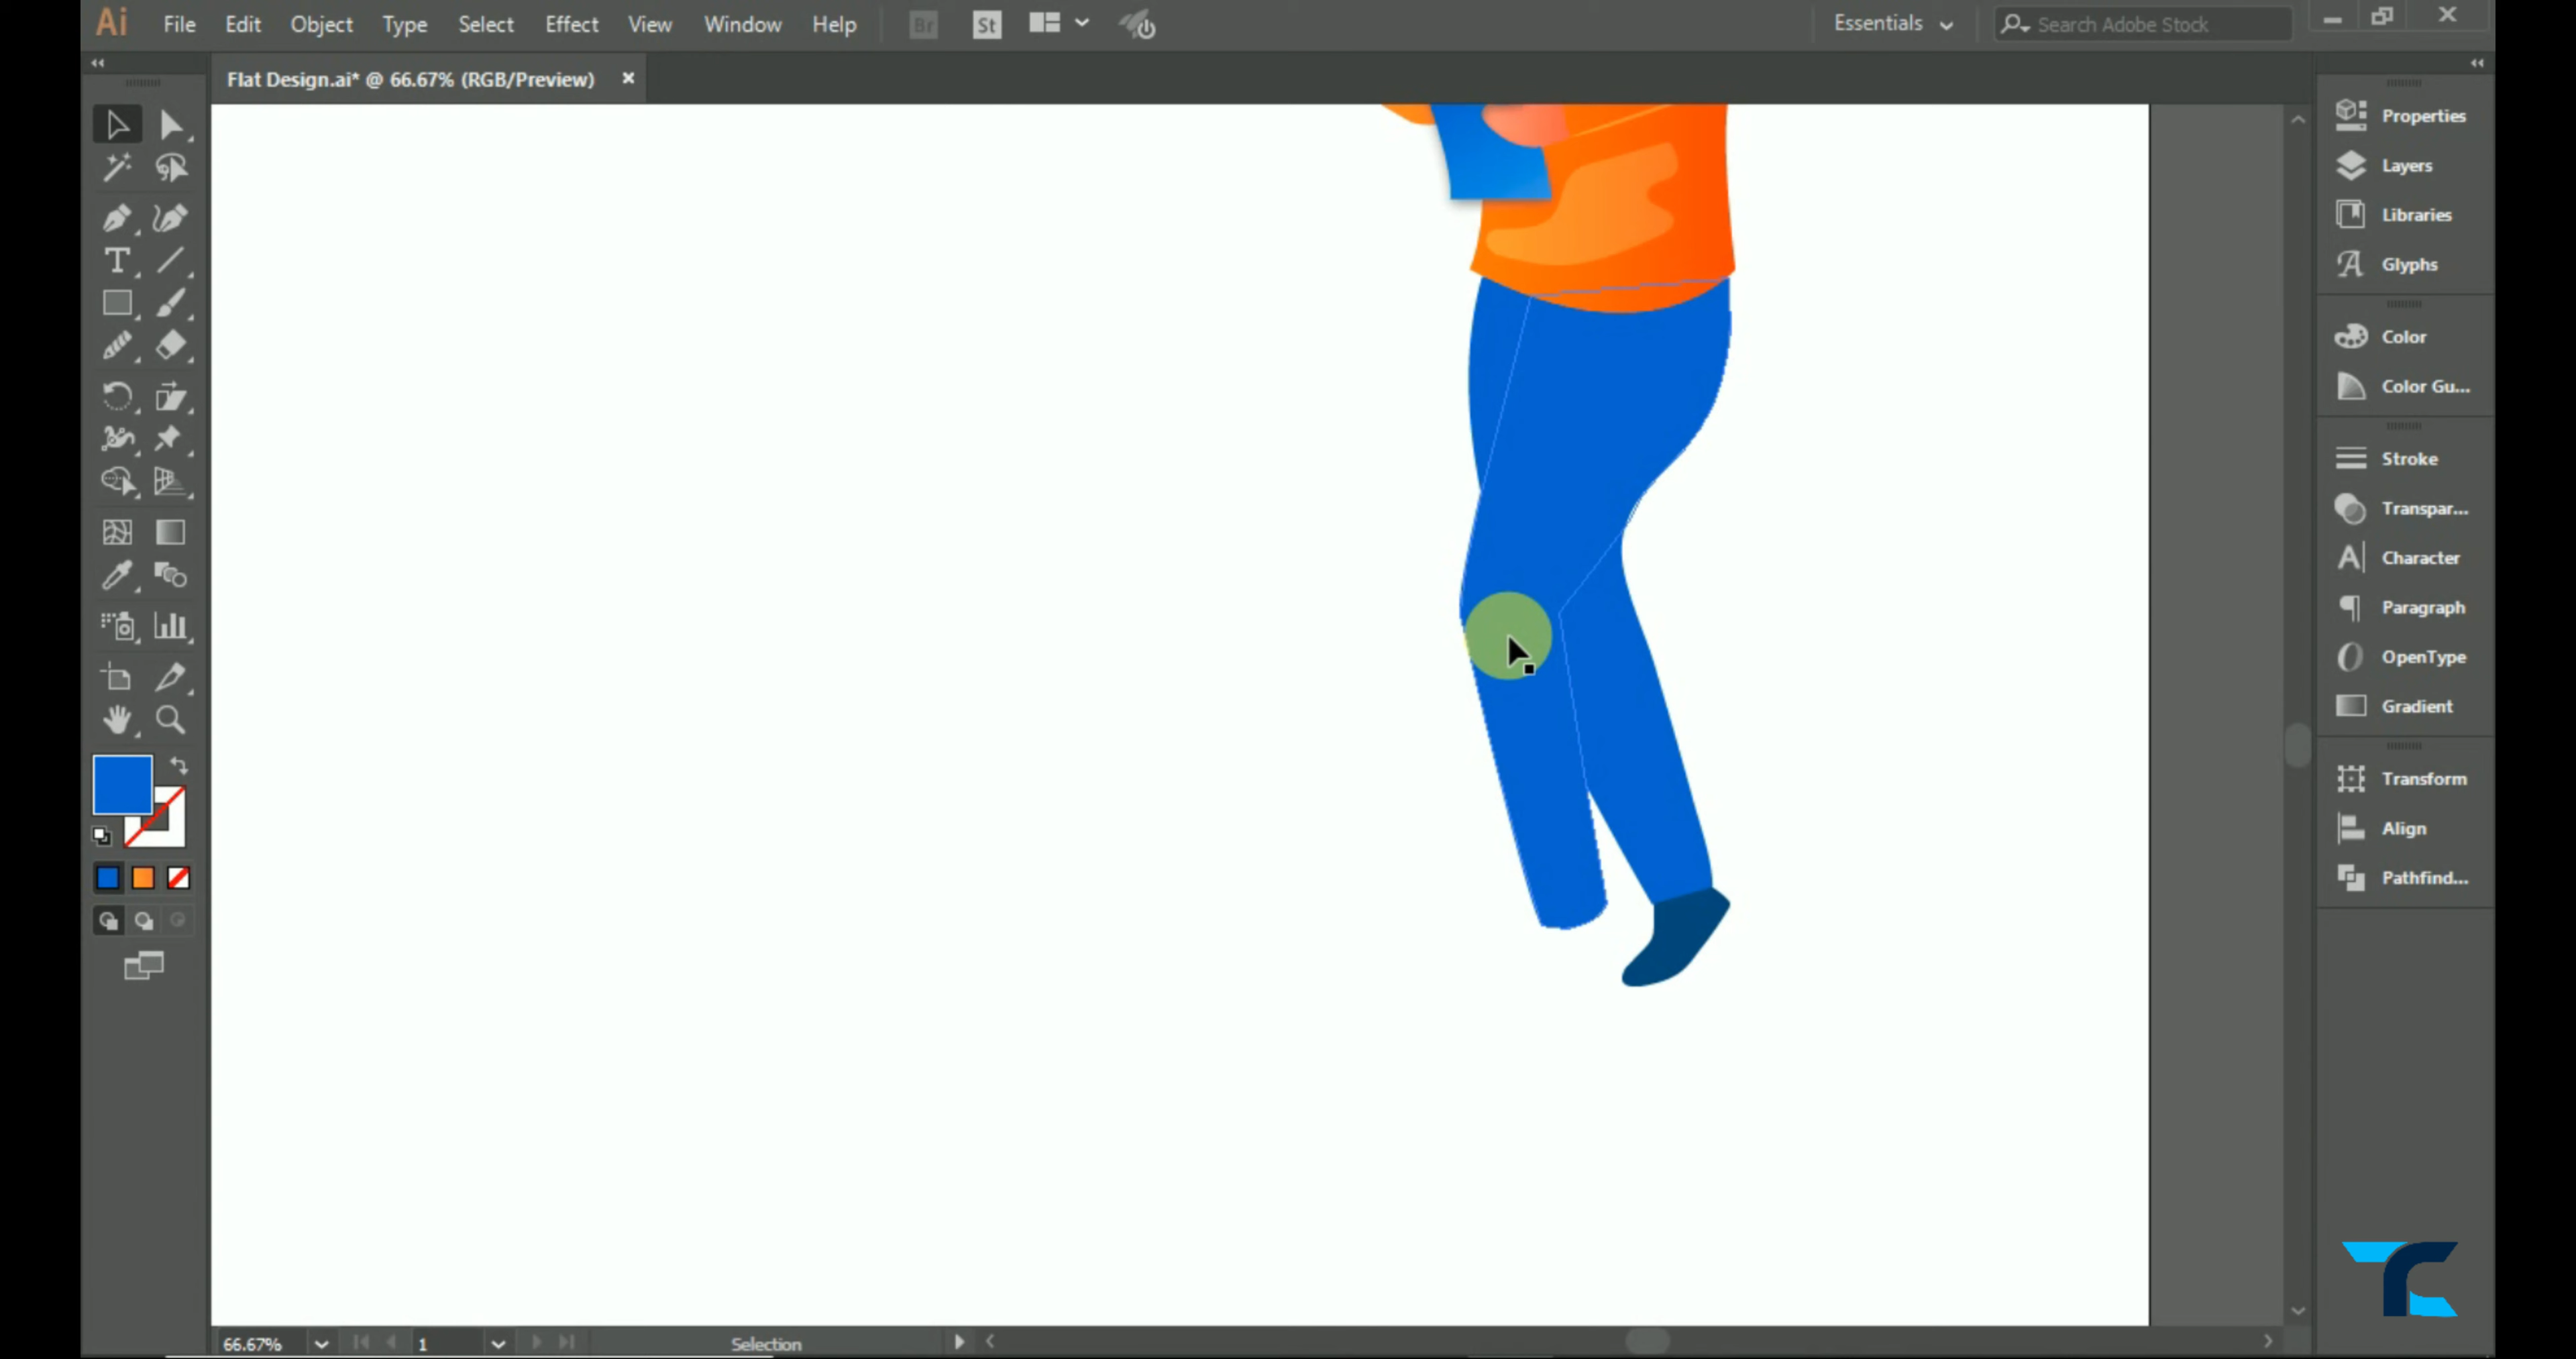 Ai File Edit Object Type Select Effect View Window Help Br St Essentials Search Adobe Stock
Flat Design.ai* @ 66.67% (RGB/Preview)
Properties
Layers
Libraries
Glyphs
Color
Color Gu...
Stroke
Transpar...
Character
Paragraph
OpenType
Gradient
Transform
Align
Pathfind...
TC
66.67% 1 Selection